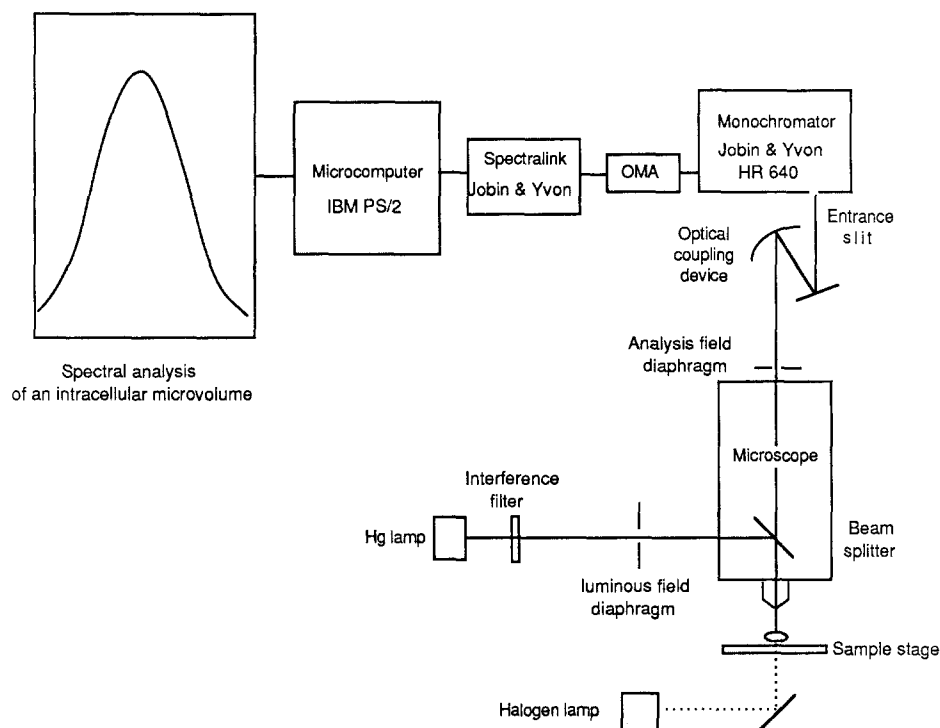 Monochromator
Jobin & Yvon
HR 640
Spectralink
Jobin & Yvon
OMA
Microcomputer
IBM PS/2
Entrance
slit
Optical
coupling
device
Analysis field
diaphragm
Spectral analysis
of an intracellular microvolume
Microscope
Interference
filter
Hg lamp
Beam
splitter
luminous field
diaphragm
Sample stage
Halogen lamp